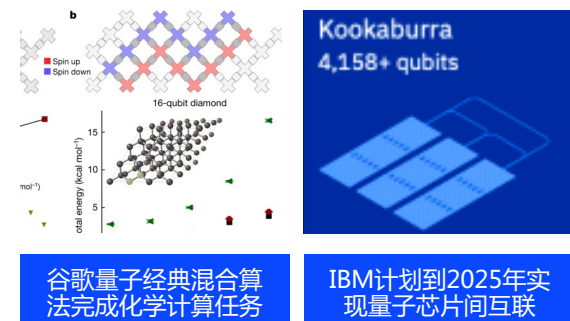 b
Spin up
Spin down
16-qubit diamond
15
10
5
otal energy (kcal mol⁻¹)
mol⁻¹)
Kookaburra
4,158+ qubits
谷歌量子经典混合算
法完成化学计算任务
IBM计划到2025年实
现量子芯片间互联